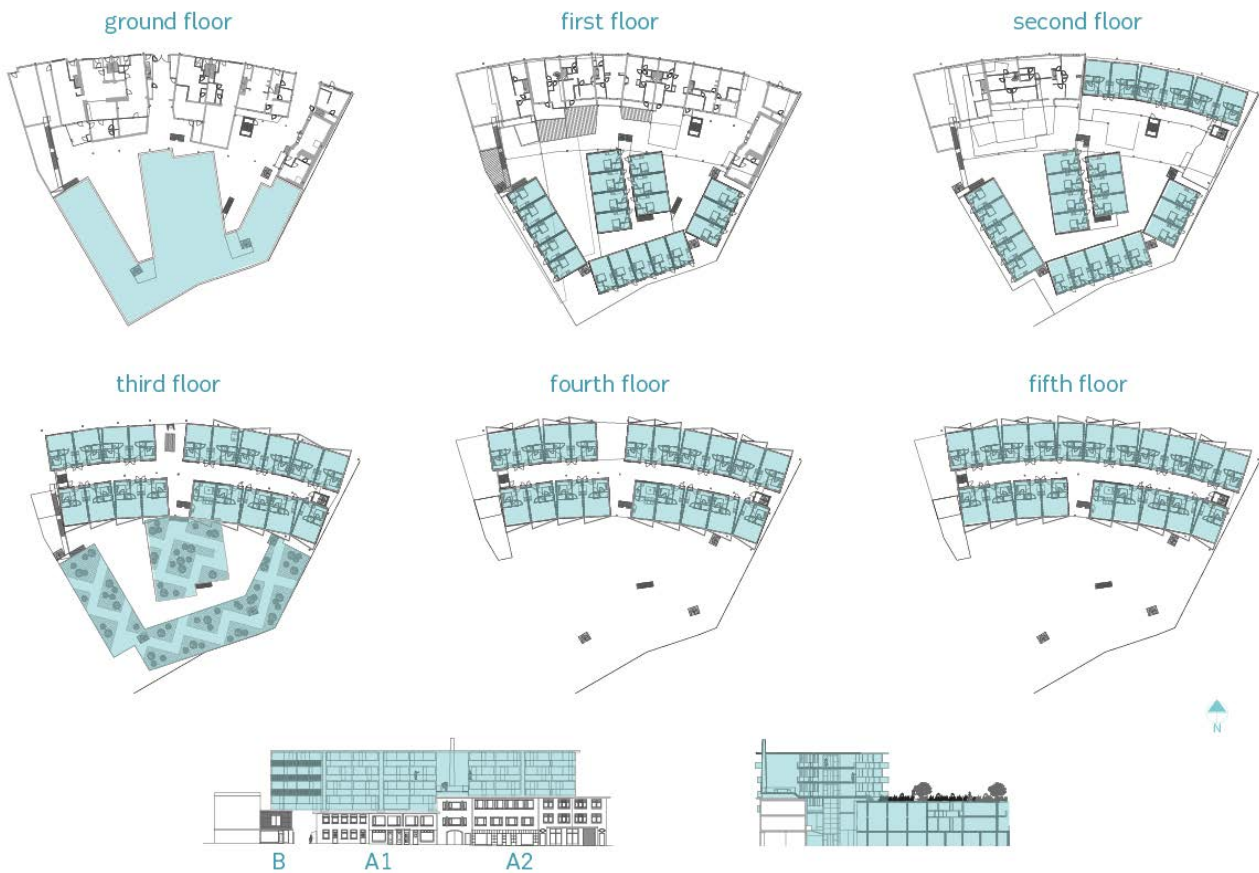 ground floor
first floor
second floor
third floor
fourth floor
fifth floor
N
B
A1
A2